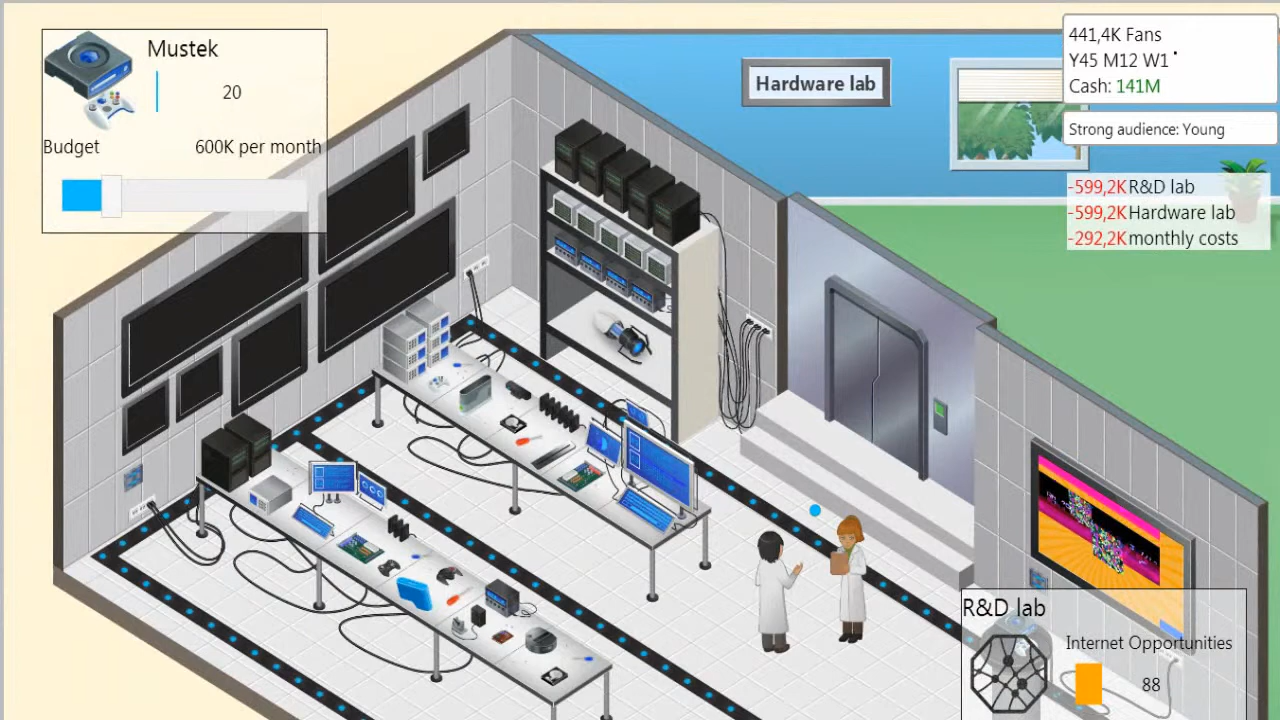 Mustek
20
Budget 600K per month
Hardware lab
441,4K Fans
Y45 M12 W1
Cash: 141M
Strong audience: Young
-599,2K R&D lab
-599,2K Hardware lab
-292,2K monthly costs
R&D lab
Internet Opportunities
88